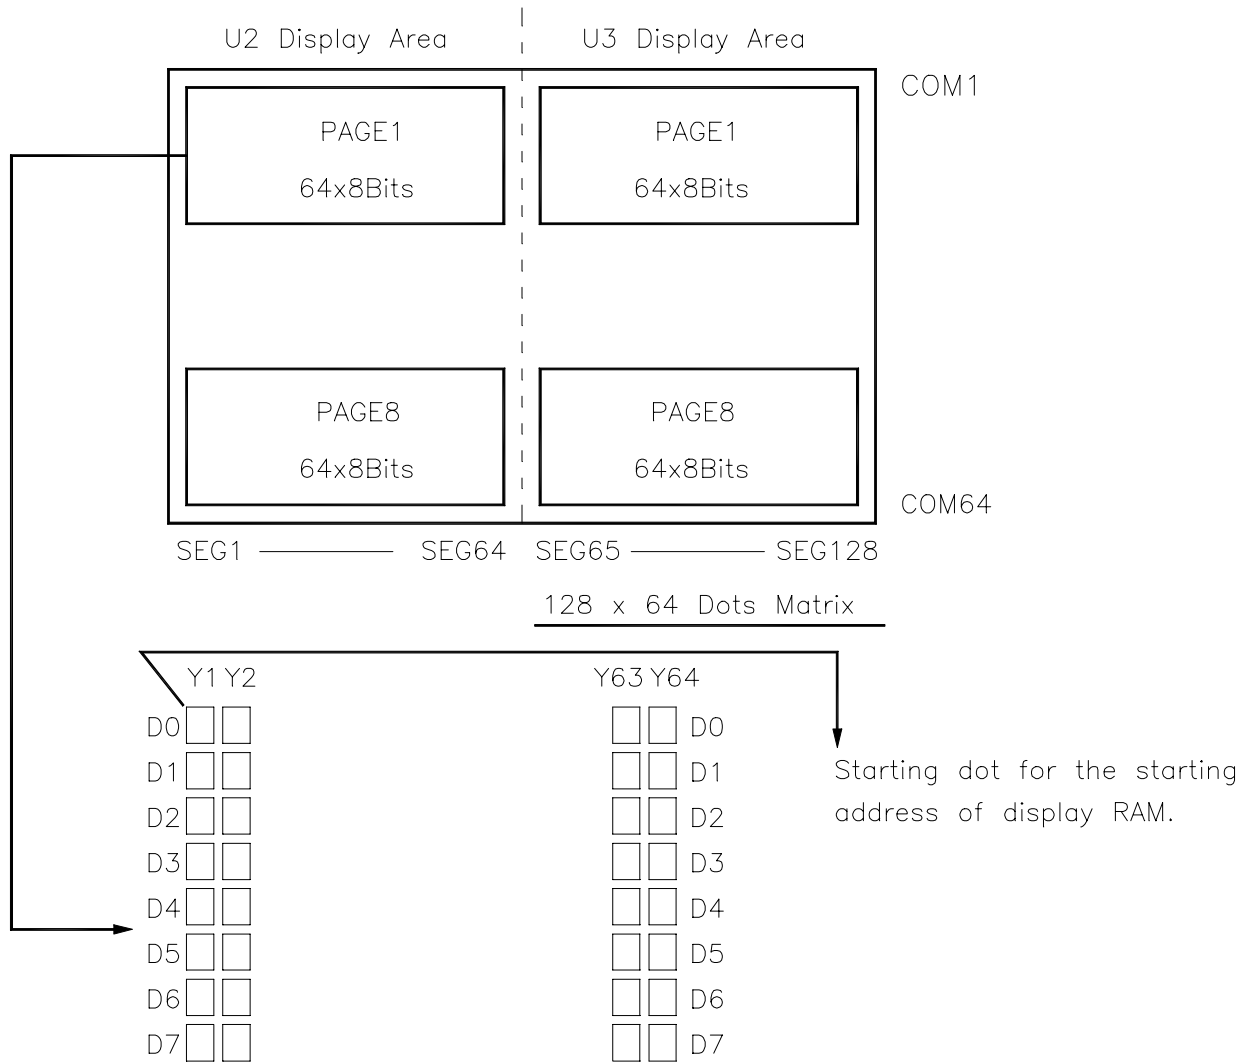 U2 Display Area
U3 Display Area
COM1
PAGE1
64x8Bits
PAGE1
64x8Bits
PAGE8
64x8Bits
PAGE8
64x8Bits
COM64
SEG1
SEG64
SEG65
SEG128
128 x 64 Dots Matrix
Y1 Y2
Y63 Y64
D0
D0
D1
D1
D2
D2
D3
D3
D4
D4
D5
D5
D6
D6
D7
D7
Starting dot for the starting
address of display RAM.